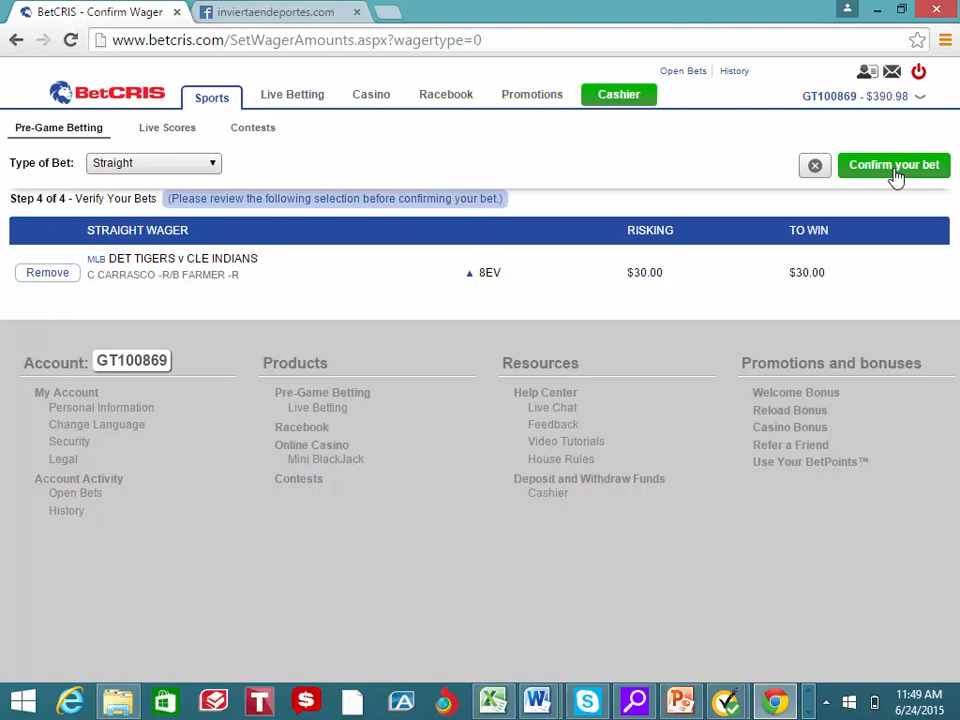 BetCRIS - Confirm Wager
inviertaendeportes.com
www.betcris.com/SetWagerAmounts.aspx?wagertype=0
Open Bets History
BetCRIS Sports Live Betting Casino Racebook Promotions Cashier GT100869 - $390.98
Pre-Game Betting Live Scores Contests
Type of Bet: Straight Confirm your bet
Step 4 of 4 - Verify Your Bets (Please review the following selection before confirming your bet.)
STRAIGHT WAGER RISKING TO WIN
Remove MLB DET TIGERS v CLE INDIANS
C CARRASCO -R/B FARMER -R ▲ 8EV $30.00 $30.00
Account: GT100869
My Account
Personal Information
Change Language
Security
Legal
Account Activity
Open Bets
History
Products
Pre-Game Betting
Live Betting
Racebook
Online Casino
Mini BlackJack
Contests
Resources
Help Center
Live Chat
Feedback
Video Tutorials
House Rules
Deposit and Withdraw Funds
Cashier
Promotions and bonuses
Welcome Bonus
Reload Bonus
Casino Bonus
Refer a Friend
Use Your BetPoints™
11:49 AM
6/24/2015